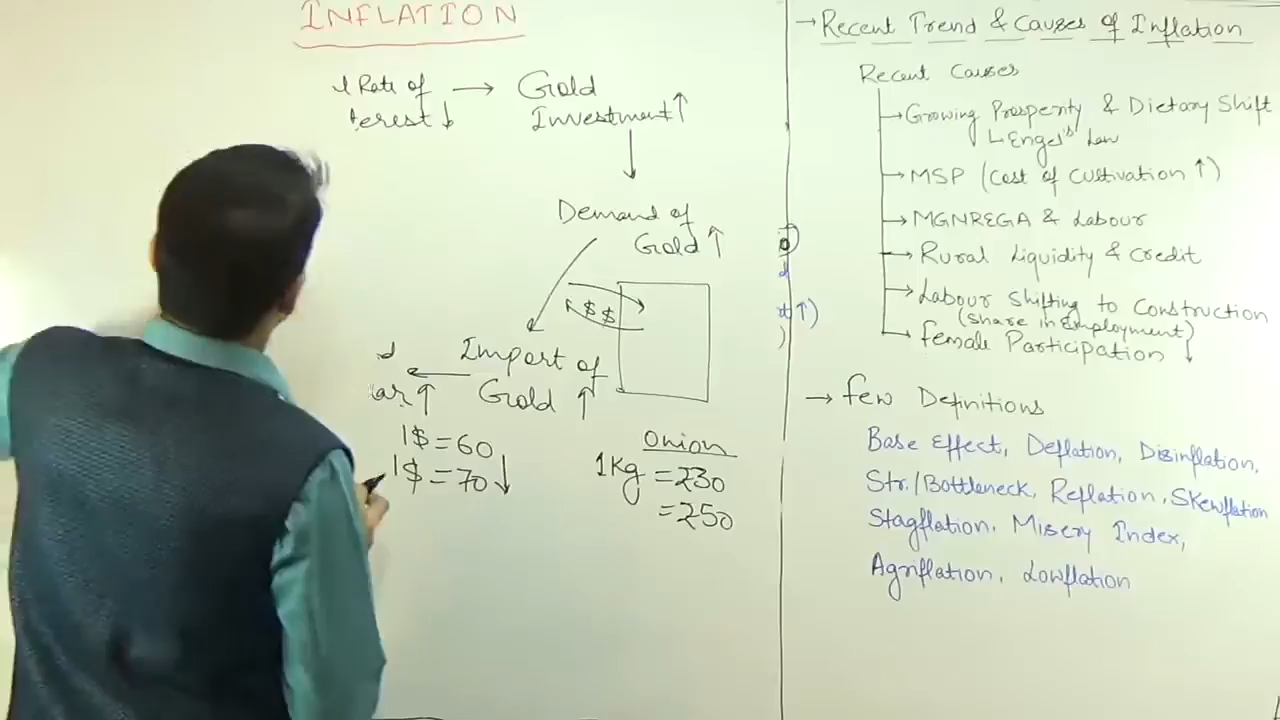 INFLATION
Rate of → Gold
terest ↓ Investment ↑
Demand of
Gold ↑
$ $
Import of
Gold ↑
ar ↑
1$ = 60
1$ = 70 ↓
Onion
1Kg = 230
= 250
→ Recent Trend & Causes of Inflation
Recent Causes
→ Growing Prosperity & Dietary Shift
↳ Engel's Law
→ MSP (Cost of Cultivation ↑)
→ MGNREGA & Labour
→ Rural Liquidity & Credit
→ Labour Shifting to Construction
(Share in Employment)
→ Female Participation ↓
→ Few Definitions
Base Effect, Deflation, Disinflation,
Str./Bottleneck, Reflation, Skewflation
Stagflation, Misery Index,
Agriflation, Lowflation